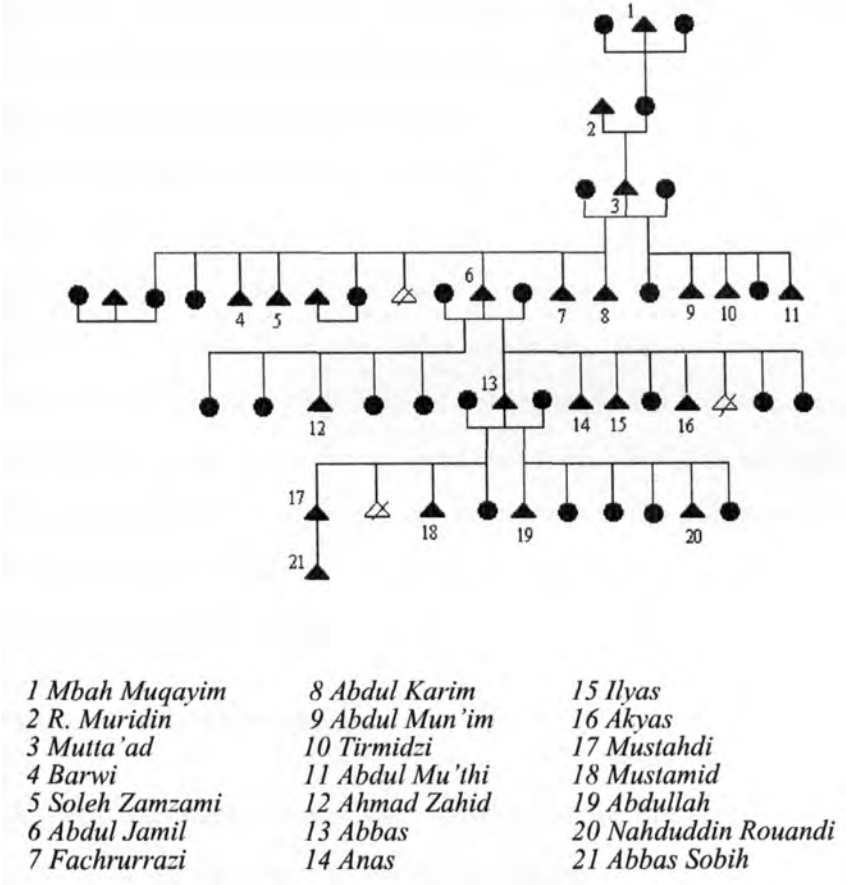 1
2
3
6
4 5 7 8 9 10 11
13
12 14 15 16
17
18 19 20
21
1 Mbah Muqayim
2 R. Muridin
3 Mutta'ad
4 Barwi
5 Soleh Zamzami
6 Abdul Jamil
7 Fachrurrazi
8 Abdul Karim
9 Abdul Mun'im
10 Tirmidzi
11 Abdul Mu'thi
12 Ahmad Zahid
13 Abbas
14 Anas
15 Ilyas
16 Akyas
17 Mustahdi
18 Mustamid
19 Abdullah
20 Nahduddin Rouandi
21 Abbas Sobih